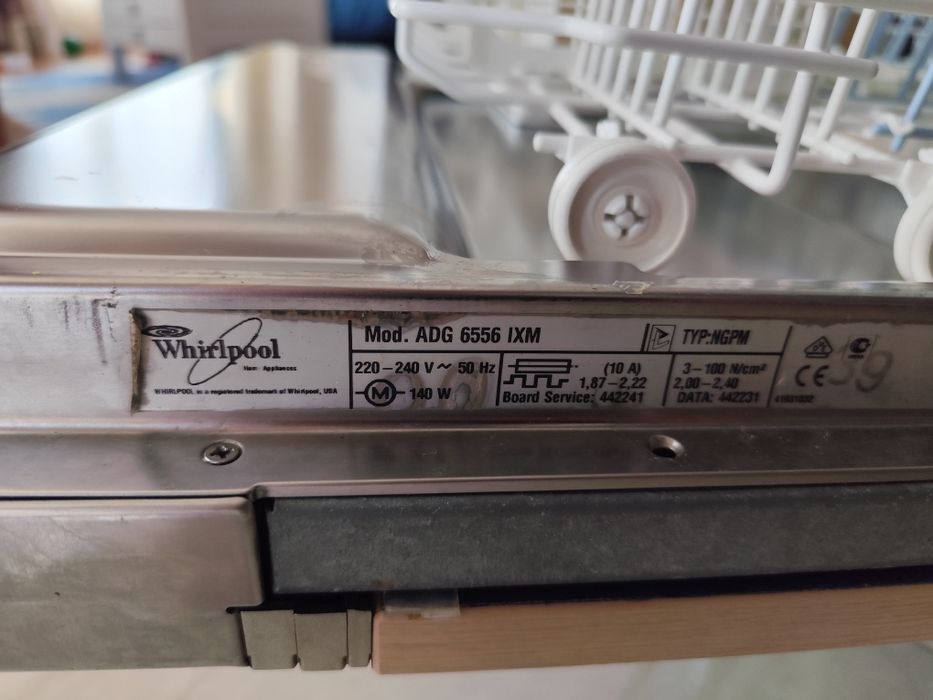 Whirlpool
Home Appliances
WHIRLPOOL is a registered trademark of Whirlpool, USA
Mod. ADG 6556 IXM
TYP:NGPM
220-240 V ~ 50 Hz
M 140 W
(10 A)
1,87-2,22
Board Service: 442241
3-100 N/cm²
2,00-2,40
DATA: 442231
CE
39